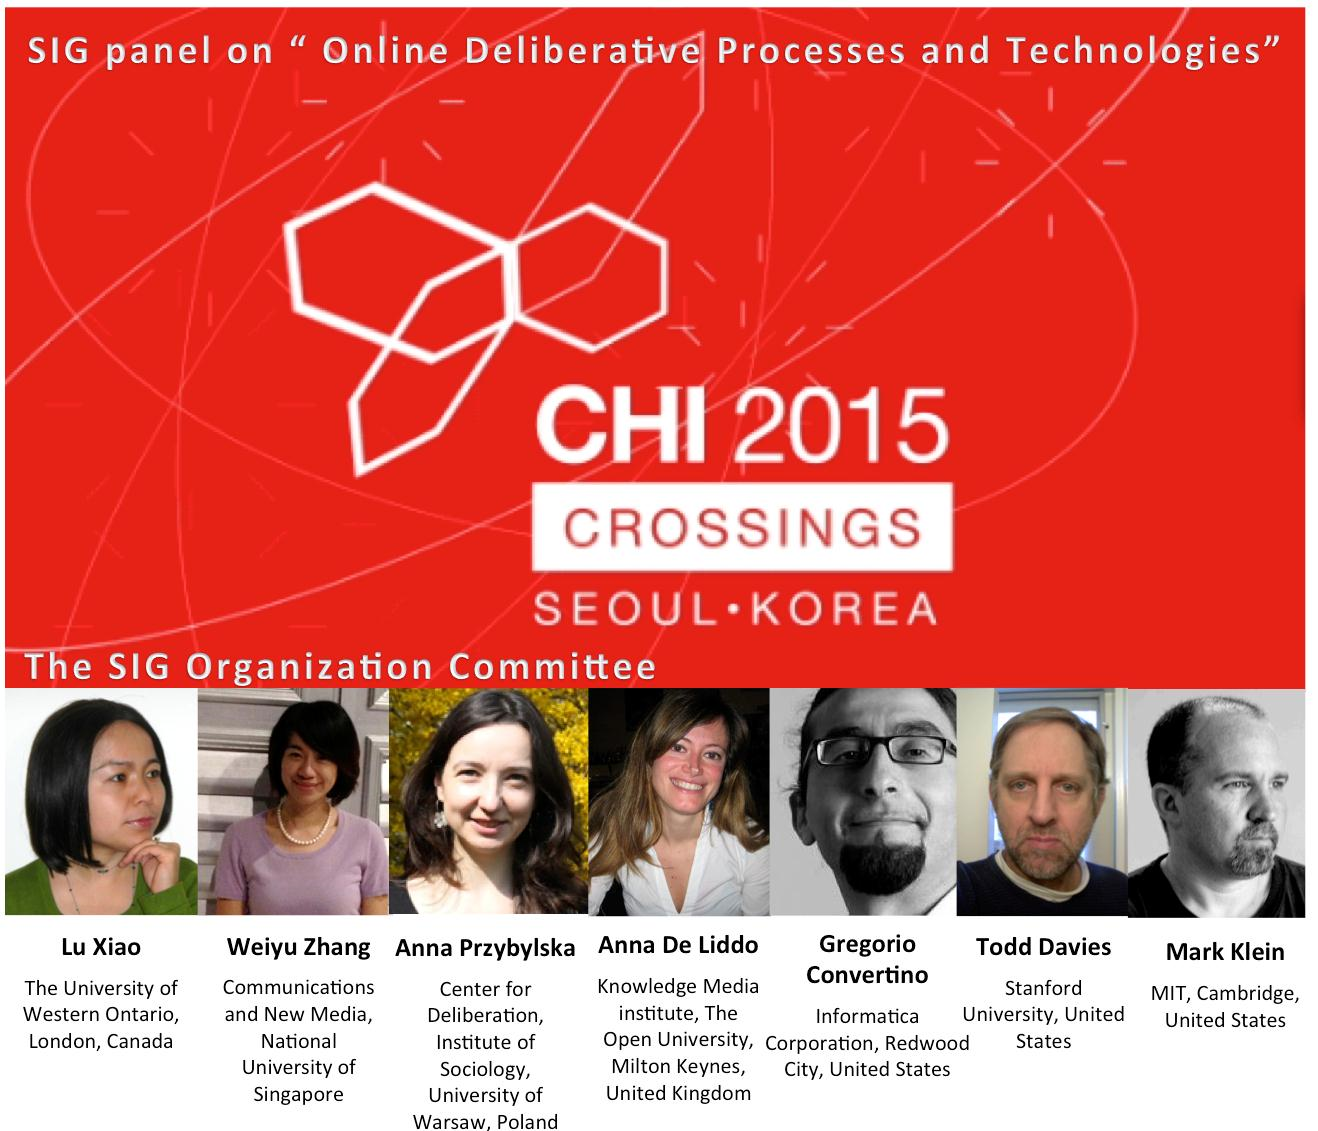 SIG panel on “ Online Deliberative Processes and Technologies”
CHI 2015
CROSSINGS
SEOUL•KOREA
The SIG Organization Committee
Lu Xiao
The University of
Western Ontario,
London, Canada
Weiyu Zhang
Communications
and New Media,
National
University of
Singapore
Anna Przybylska
Center for
Deliberation,
Institute of
Sociology,
University of
Warsaw, Poland
Anna De Liddo
Knowledge Media
institute, The
Open University,
Milton Keynes,
United Kingdom
Gregorio
Convertino
Informatica
Corporation, Redwood
City, United States
Todd Davies
Stanford
University, United
States
Mark Klein
MIT, Cambridge,
United States